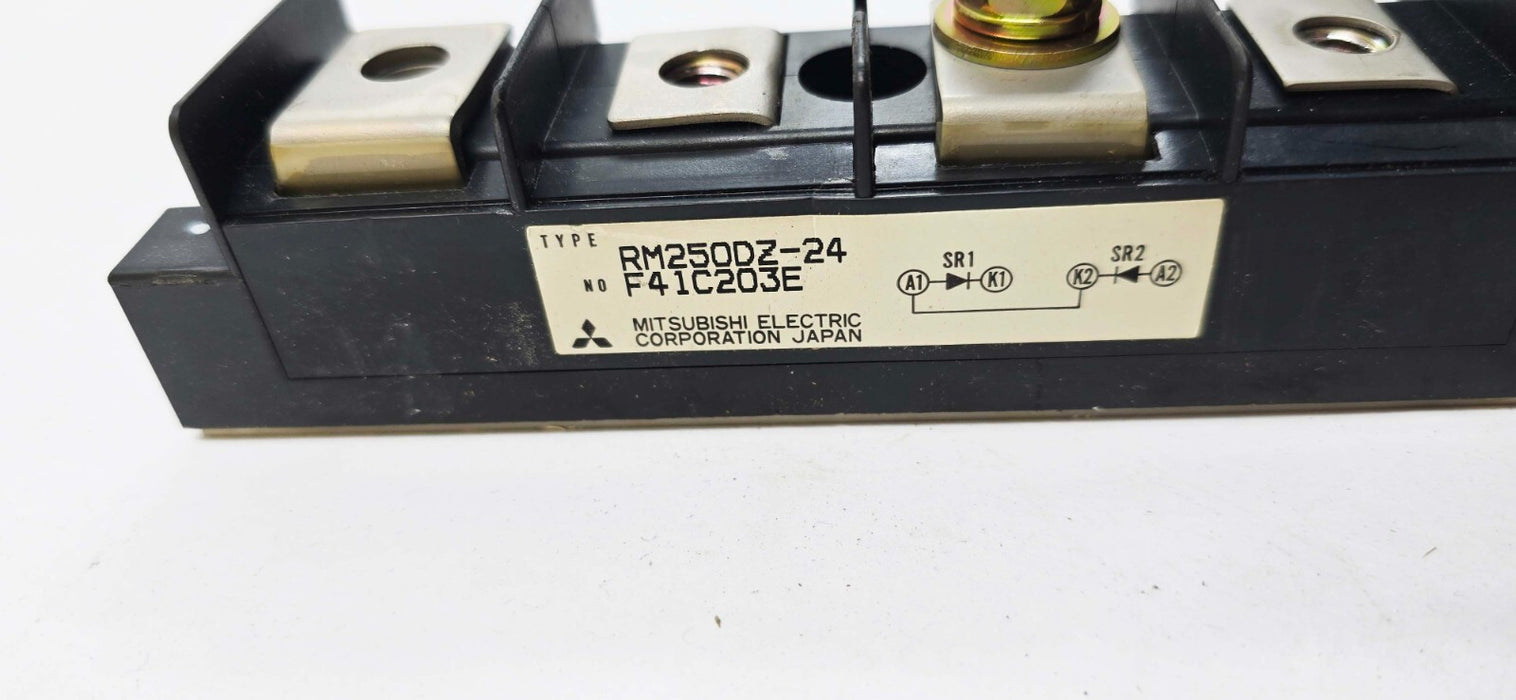 TYPE RM250DZ-24
NO F41C203E
MITSUBISHI ELECTRIC
CORPORATION JAPAN
SR1
A1 K1
SR2
K2 A2